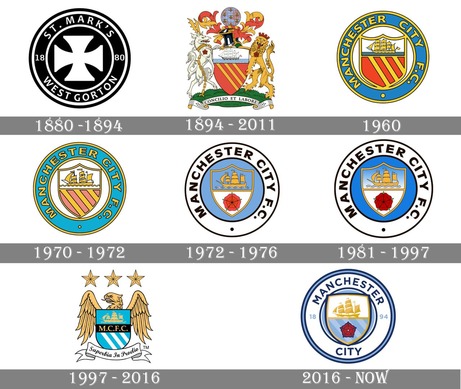 ST. MARK'S
18 80
WEST GORTON
CONCILIO ET LABORE
MANCHESTER CITY F.C.
1880 -1894
1894 - 2011
1960
MANCHESTER CITY F.C.
MANCHESTER CITY F.C.
MANCHESTER CITY F.C.
1970 - 1972
1972 - 1976
1981 - 1997
M.C.F.C.
Superbia In Proelio
TM
MANCHESTER
18 94
CITY
1997 - 2016
2016 - NOW